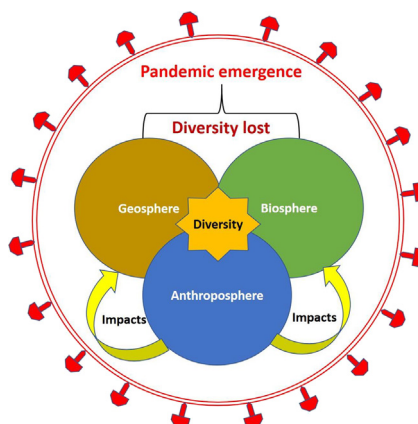 Pandemic emergence
Diversity lost
Geosphere
Biosphere
Diversity
Anthroposphere
Impacts
Impacts